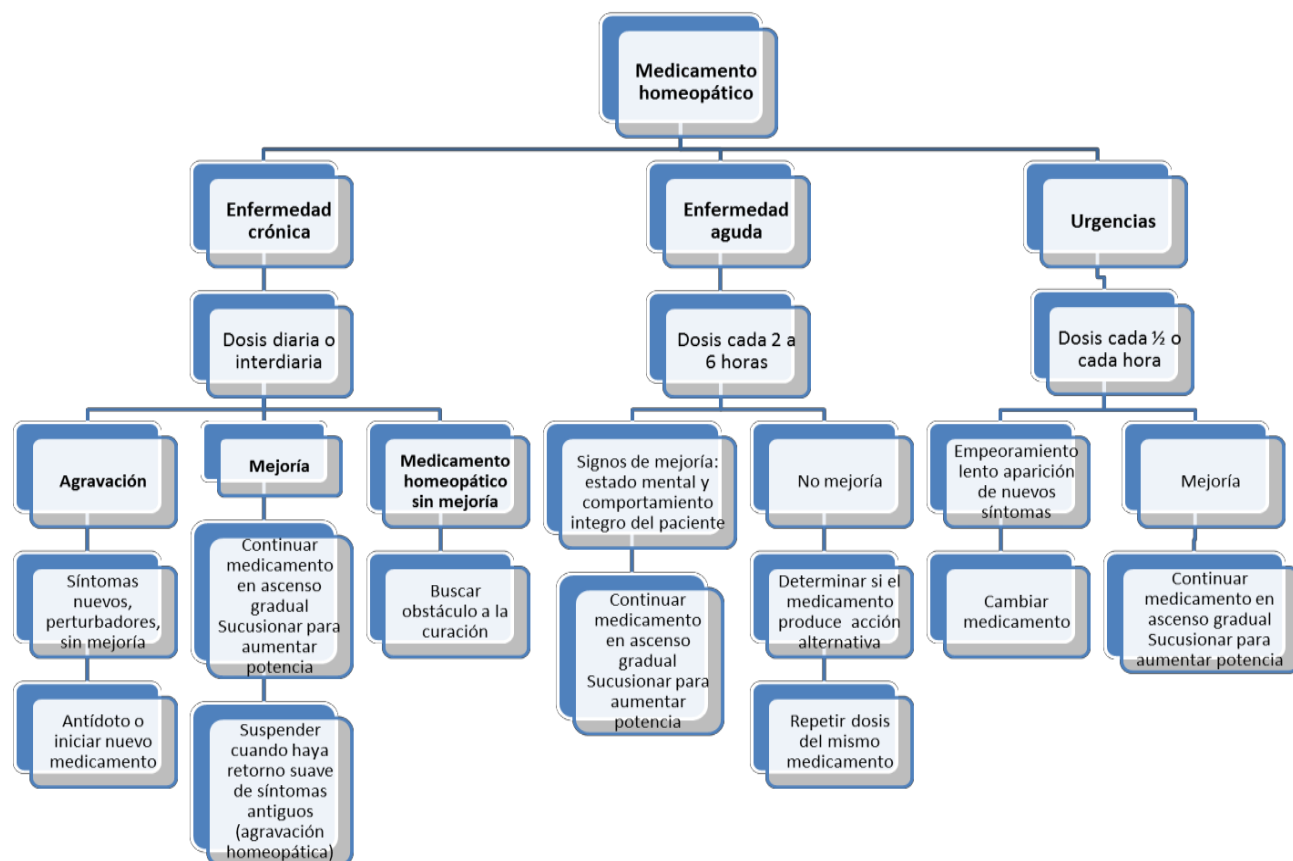 Medicamento
homeopático
Enfermedad
crónica
Enfermedad
aguda
Urgencias
Dosis diaria o
interdiaria
Dosis cada 2 a
6 horas
Dosis cada ½ o
cada hora
Agravación
Mejoría
Medicamento
homeopático
sin mejoría
Signos de mejoría:
estado mental y
comportamiento
integro del paciente
No mejoría
Empeoramiento
lento aparición
de nuevos
síntomas
Mejoría
Síntomas
nuevos,
perturbadores,
sin mejoría
Continuar
medicamento
en ascenso
gradual
Sucusionar para
aumentar
potencia
Buscar
obstáculo a la
curación
Continuar
medicamento
en ascenso
gradual
Sucusionar para
aumentar
potencia
Determinar si el
medicamento
produce acción
alternativa
Cambiar
medicamento
Continuar
medicamento en
ascenso gradual
Sucusionar para
aumentar potencia
Antídoto o
iniciar nuevo
medicamento
Suspender
cuando haya
retorno suave
de síntomas
antiguos
(agravación
homeopática)
Repetir dosis
del mismo
medicamento